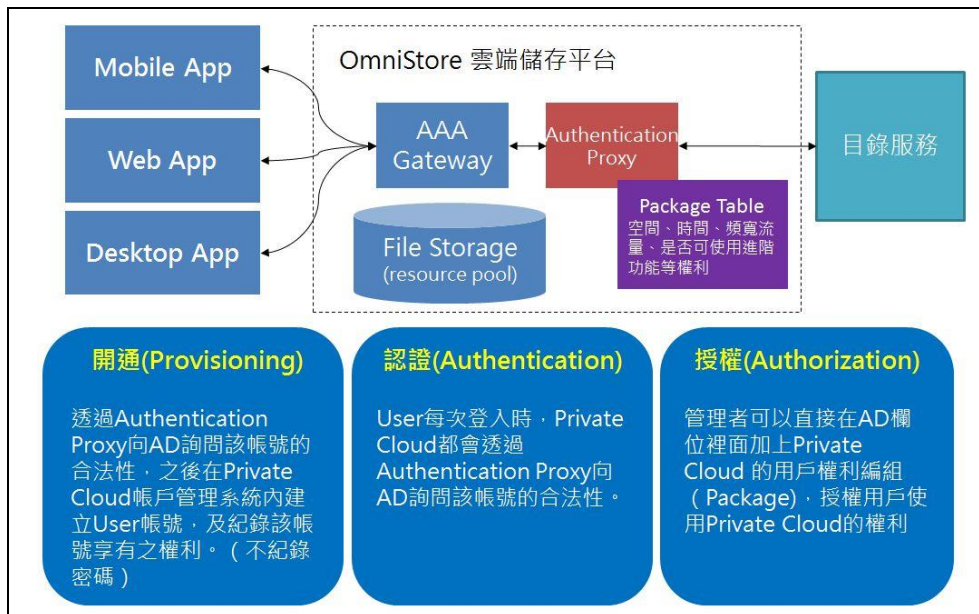 Mobile App
Web App
Desktop App
OmniStore 雲端儲存平台
AAA
Gateway
Authentication
Proxy
Package Table
空間、時間、頻寬流
量、是否可使用進階
功能等權利
File Storage
(resource pool)
目錄服務
開通(Provisioning)
透過Authentication
Proxy向AD詢問該帳號的
合法性，之後在Private
Cloud帳戶管理系統內建
立User帳號，及紀錄該帳
號享有之權利。（不紀錄
密碼）
認證(Authentication)
User每次登入時，Private
Cloud都會透過
Authentication Proxy向
AD詢問該帳號的合法性。
授權(Authorization)
管理者可以直接在AD欄
位裡面加上Private
Cloud 的用戶權利編組
（Package)，授權用戶使
用Private Cloud的權利